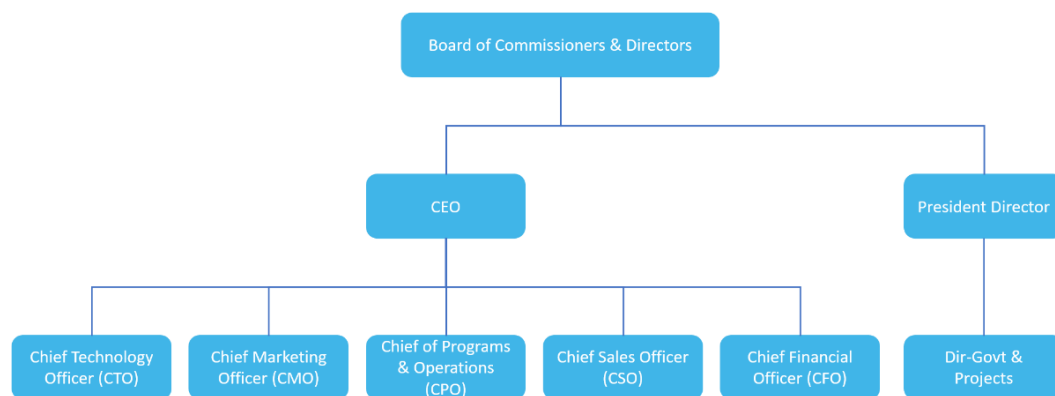 Board of Commissioners & Directors
CEO
President Director
Chief Technology
Officer (CTO)
Chief Marketing
Officer (CMO)
Chief of Programs
& Operations
(CPO)
Chief Sales Officer
(CSO)
Chief Financial
Officer (CFO)
Dir-Govt &
Projects